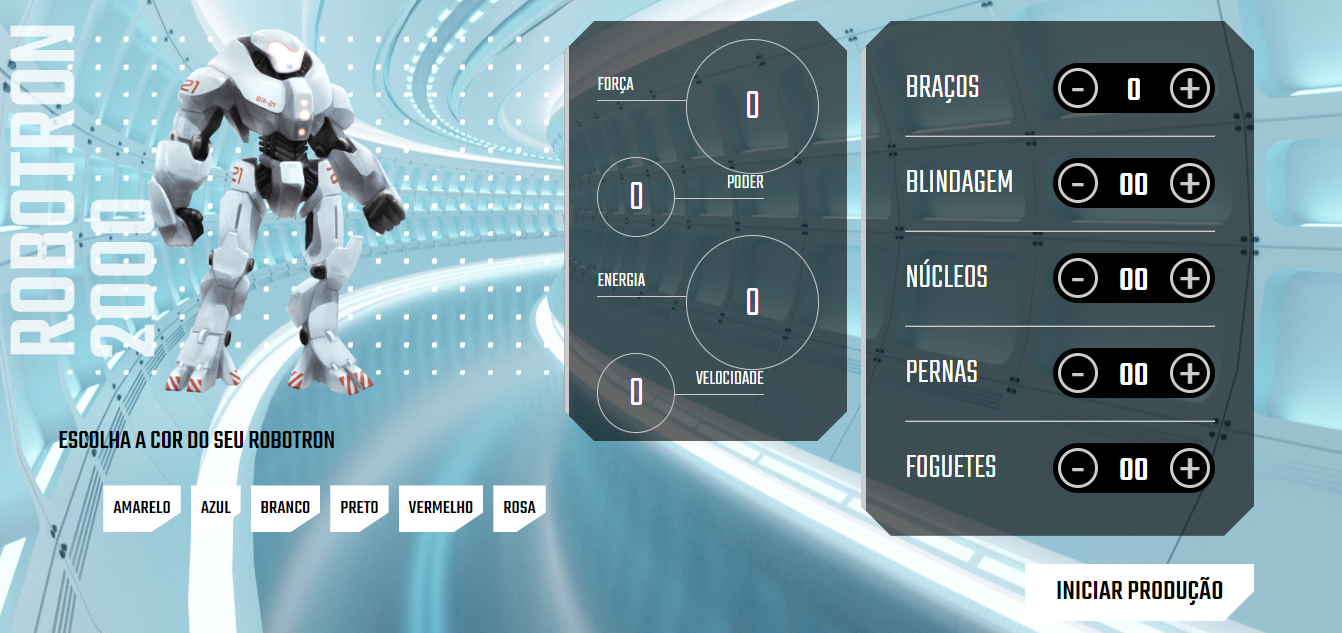 ROBOTRON
2000
21
BR-21
21
FORÇA
0
PODER
0
ENERGIA
0
VELOCIDADE
0
BRAÇOS - 0 +
BLINDAGEM - 00 +
NÚCLEOS - 00 +
PERNAS - 00 +
FOGUETES - 00 +
ESCOLHA A COR DO SEU ROBOTRON
AMARELO AZUL BRANCO PRETO VERMELHO ROSA
INICIAR PRODUÇÃO